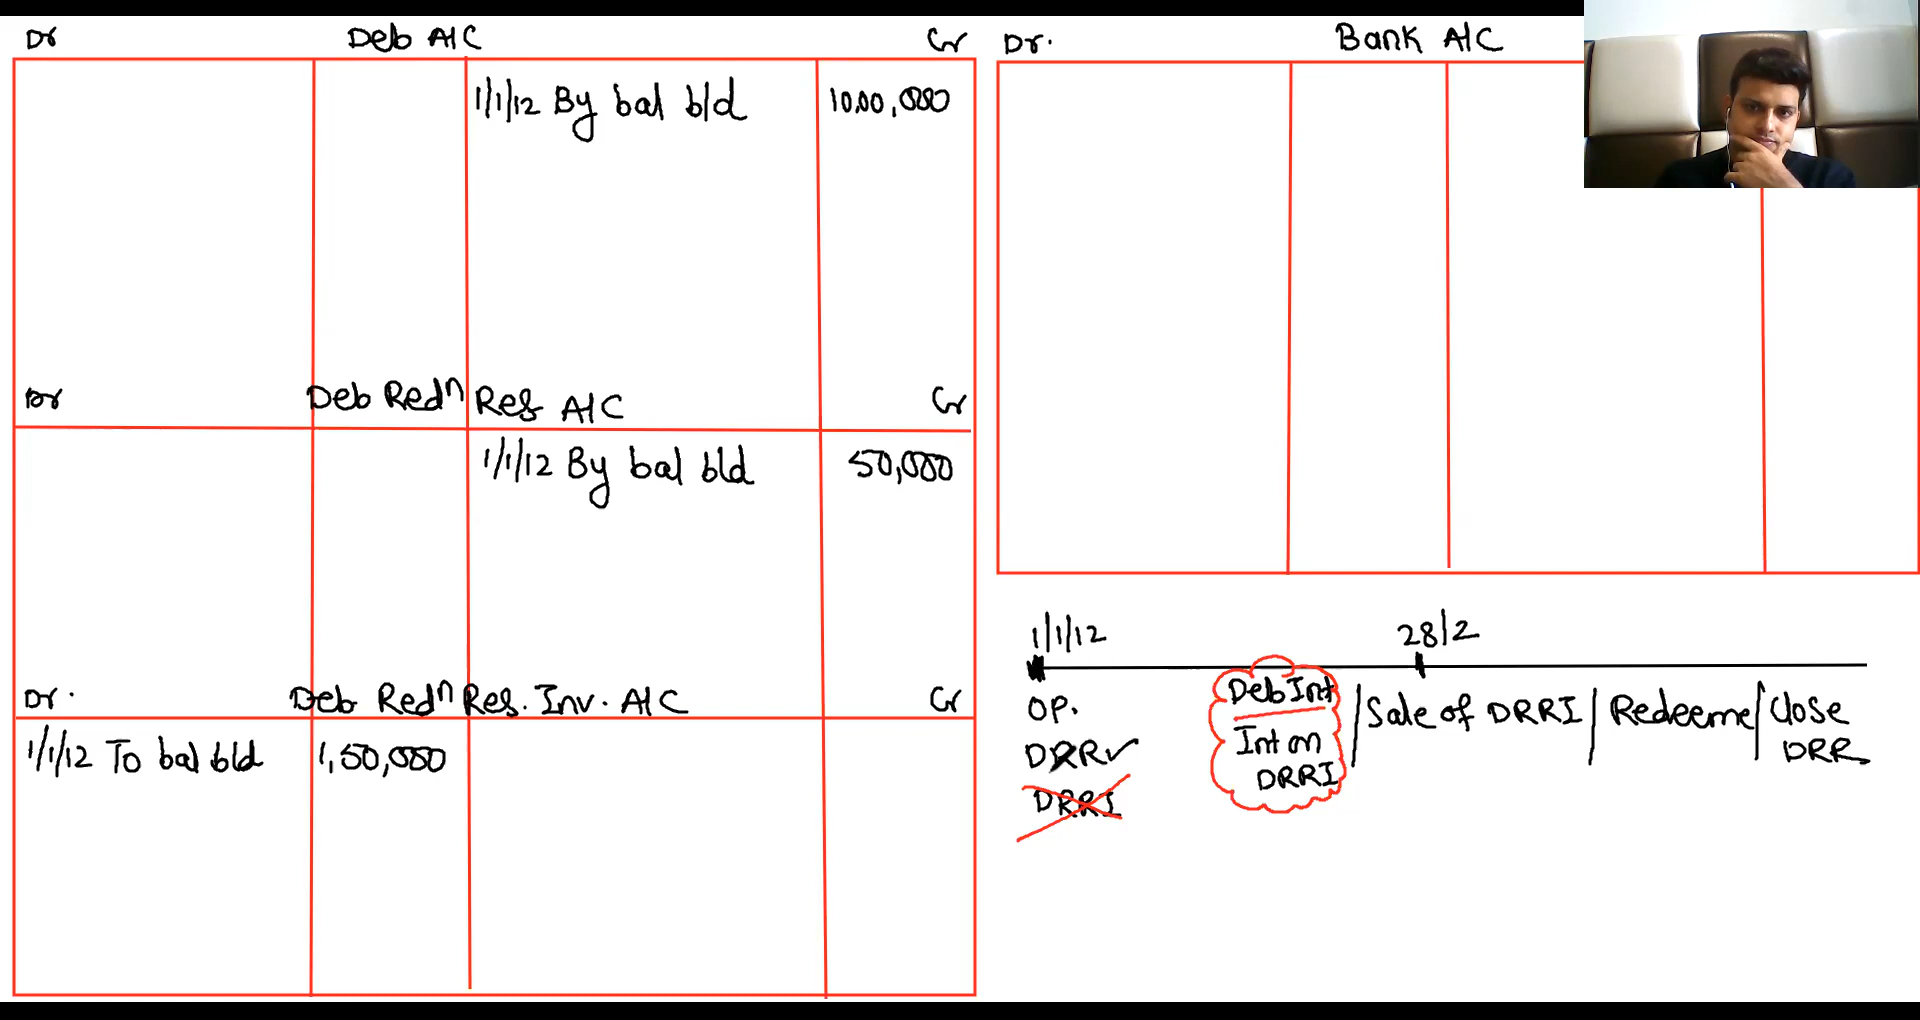 Dr Deb A/C Cr
1/1/12 By bal b/d 10,00,000
Dr Deb Redn Res A/C Cr
1/1/12 By bal b/d 50,000
Dr. Deb Redn Res. Inv. A/C Cr
1/1/12 To bal b/d 1,50,000
Dr. Bank A/C
1/1/12 28/2
OP.
DRR✓
DRRI
Deb Int
Int on
DRRI
/Sale of DRRI / Redeeme / Close
DRR